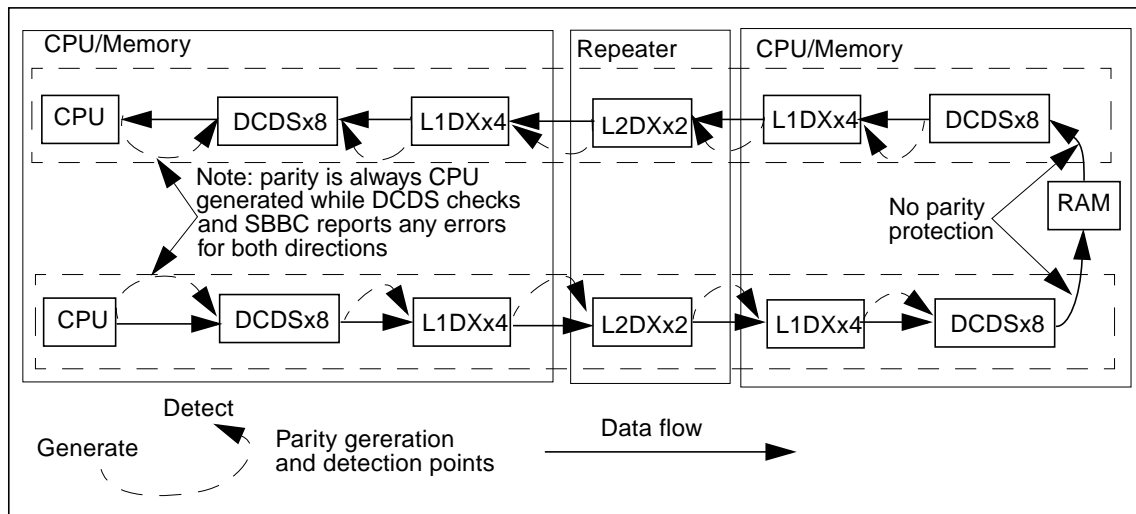 CPU/Memory
Repeater
CPU/Memory
CPU
DCDSx8
L1DXx4
L2DXx2
L1DXx4
DCDSx8
Note: parity is always CPU
generated while DCDS checks
and SBBC reports any errors
for both directions
No parity
protection
RAM
CPU
DCDSx8
L1DXx4
L2DXx2
L1DXx4
DCDSx8
Detect
Generate
Parity gereration
and detection points
Data flow